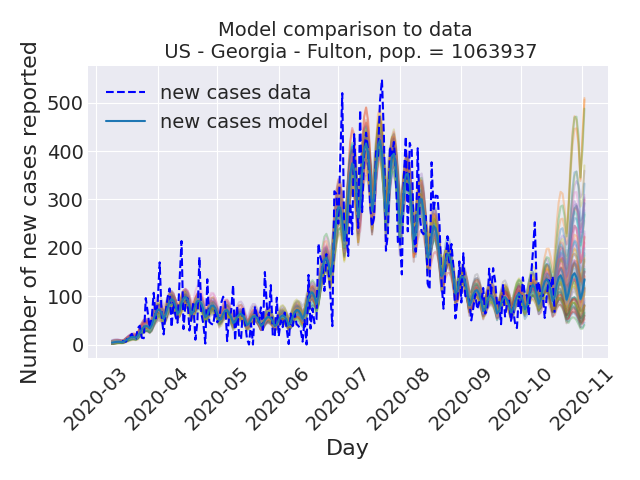 Model comparison to data
US - Georgia - Fulton, pop. = 1063937
Number of new cases reported
500
400
300
200
100
0
new cases data
new cases model
2020-03
2020-04
2020-05
2020-06
2020-07
2020-08
2020-09
2020-10
2020-11
Day